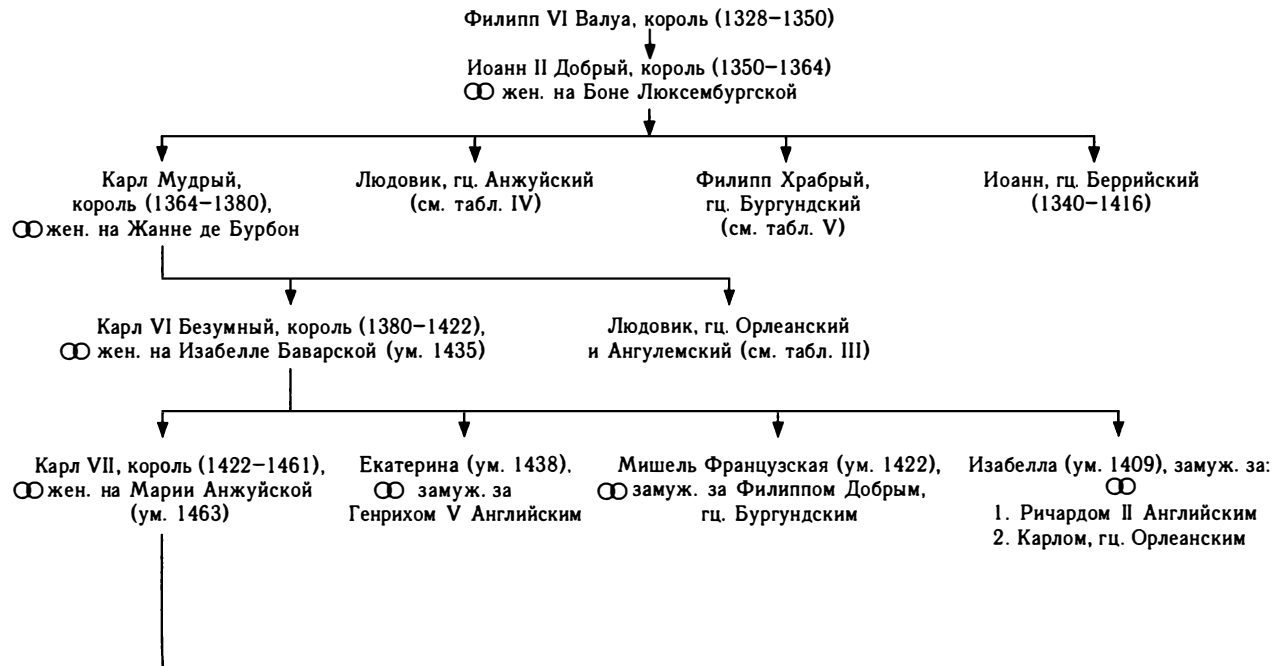 Филипп VI Валуа, король (1328–1350)
Иоанн II Добрый, король (1350–1364)
жен. на Боне Люксембургской
Карл Мудрый,
король (1364–1380),
жен. на Жанне де Бурбон
Людовик, гц. Анжуйский
(см. табл. IV)
Филипп Храбрый,
гц. Бургундский
(см. табл. V)
Иоанн, гц. Беррийский
(1340–1416)
Карл VI Безумный, король (1380–1422),
жен. на Изабелле Баварской (ум. 1435)
Людовик, гц. Орлеанский
и Ангулемский (см. табл. III)
Карл VII, король (1422–1461),
жен. на Марии Анжуйской
(ум. 1463)
Екатерина (ум. 1438),
замуж. за
Генрихом V Английским
Мишель Французская (ум. 1422),
замуж. за Филиппом Добрым,
гц. Бургундским
Изабелла (ум. 1409), замуж. за:
1. Ричардом II Английским
2. Карлом, гц. Орлеанским